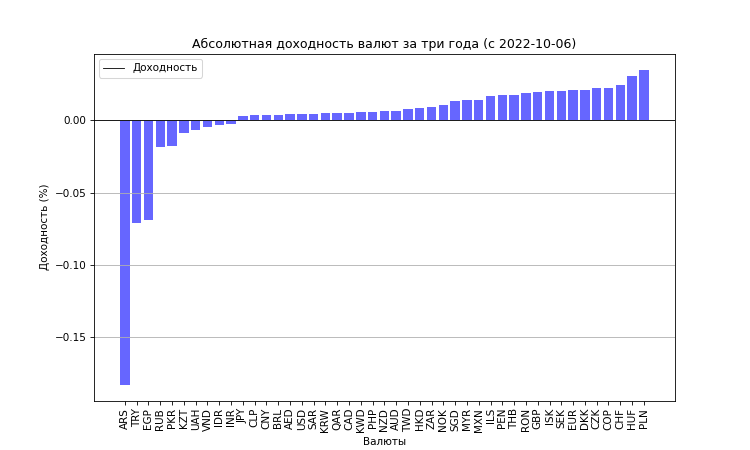 Абсолютная доходность валют за три года (с 2022-10-06)
Доходность
0.00
−0.05
−0.10
−0.15
Доходность (%)
ARS TRY EGP RUB PKR KZT UAH VND IDR INR JPY CLP CNY BRL AED USD SAR KRW QAR CAD KWD PHP NZD AUD TWD HKD ZAR NOK SGD MYR MXN ILS PEN THB RON GBP ISK SEK EUR DKK CZK COP CHF HUF PLN
Валюты